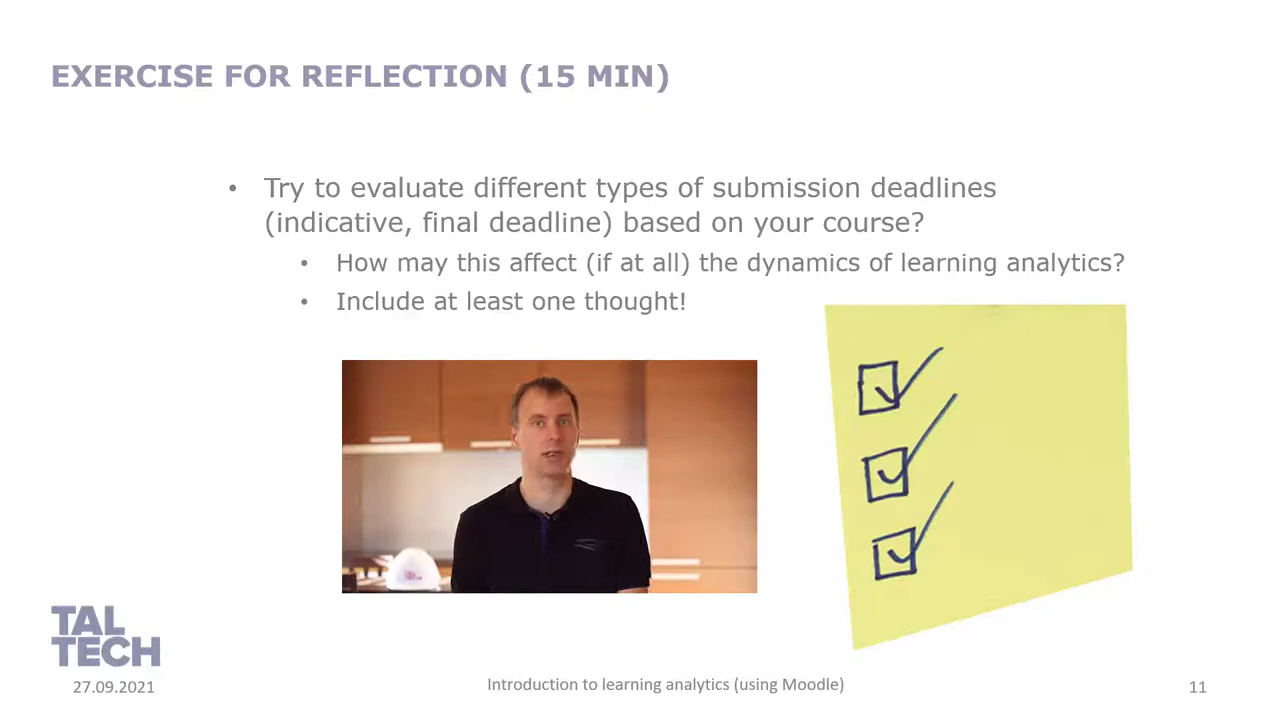 EXERCISE FOR REFLECTION (15 MIN)
• Try to evaluate different types of submission deadlines
(indicative, final deadline) based on your course?
• How may this affect (if at all) the dynamics of learning analytics?
• Include at least one thought!
TAL
TECH
27.09.2021
Introduction to learning analytics (using Moodle)
11